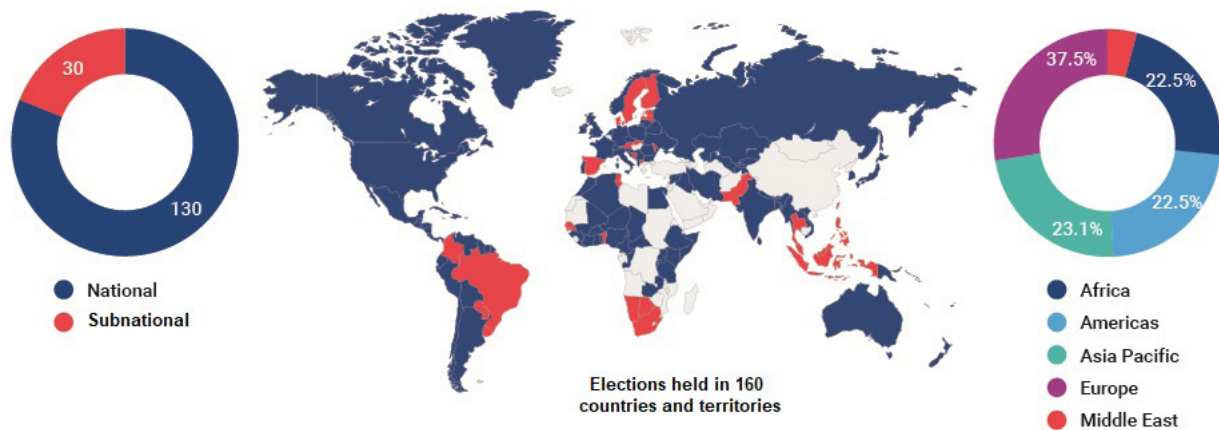 30
130
National
Subnational
Elections held in 160
countries and territories
37.5%
22.5%
22.5%
23.1%
Africa
Americas
Asia Pacific
Europe
Middle East